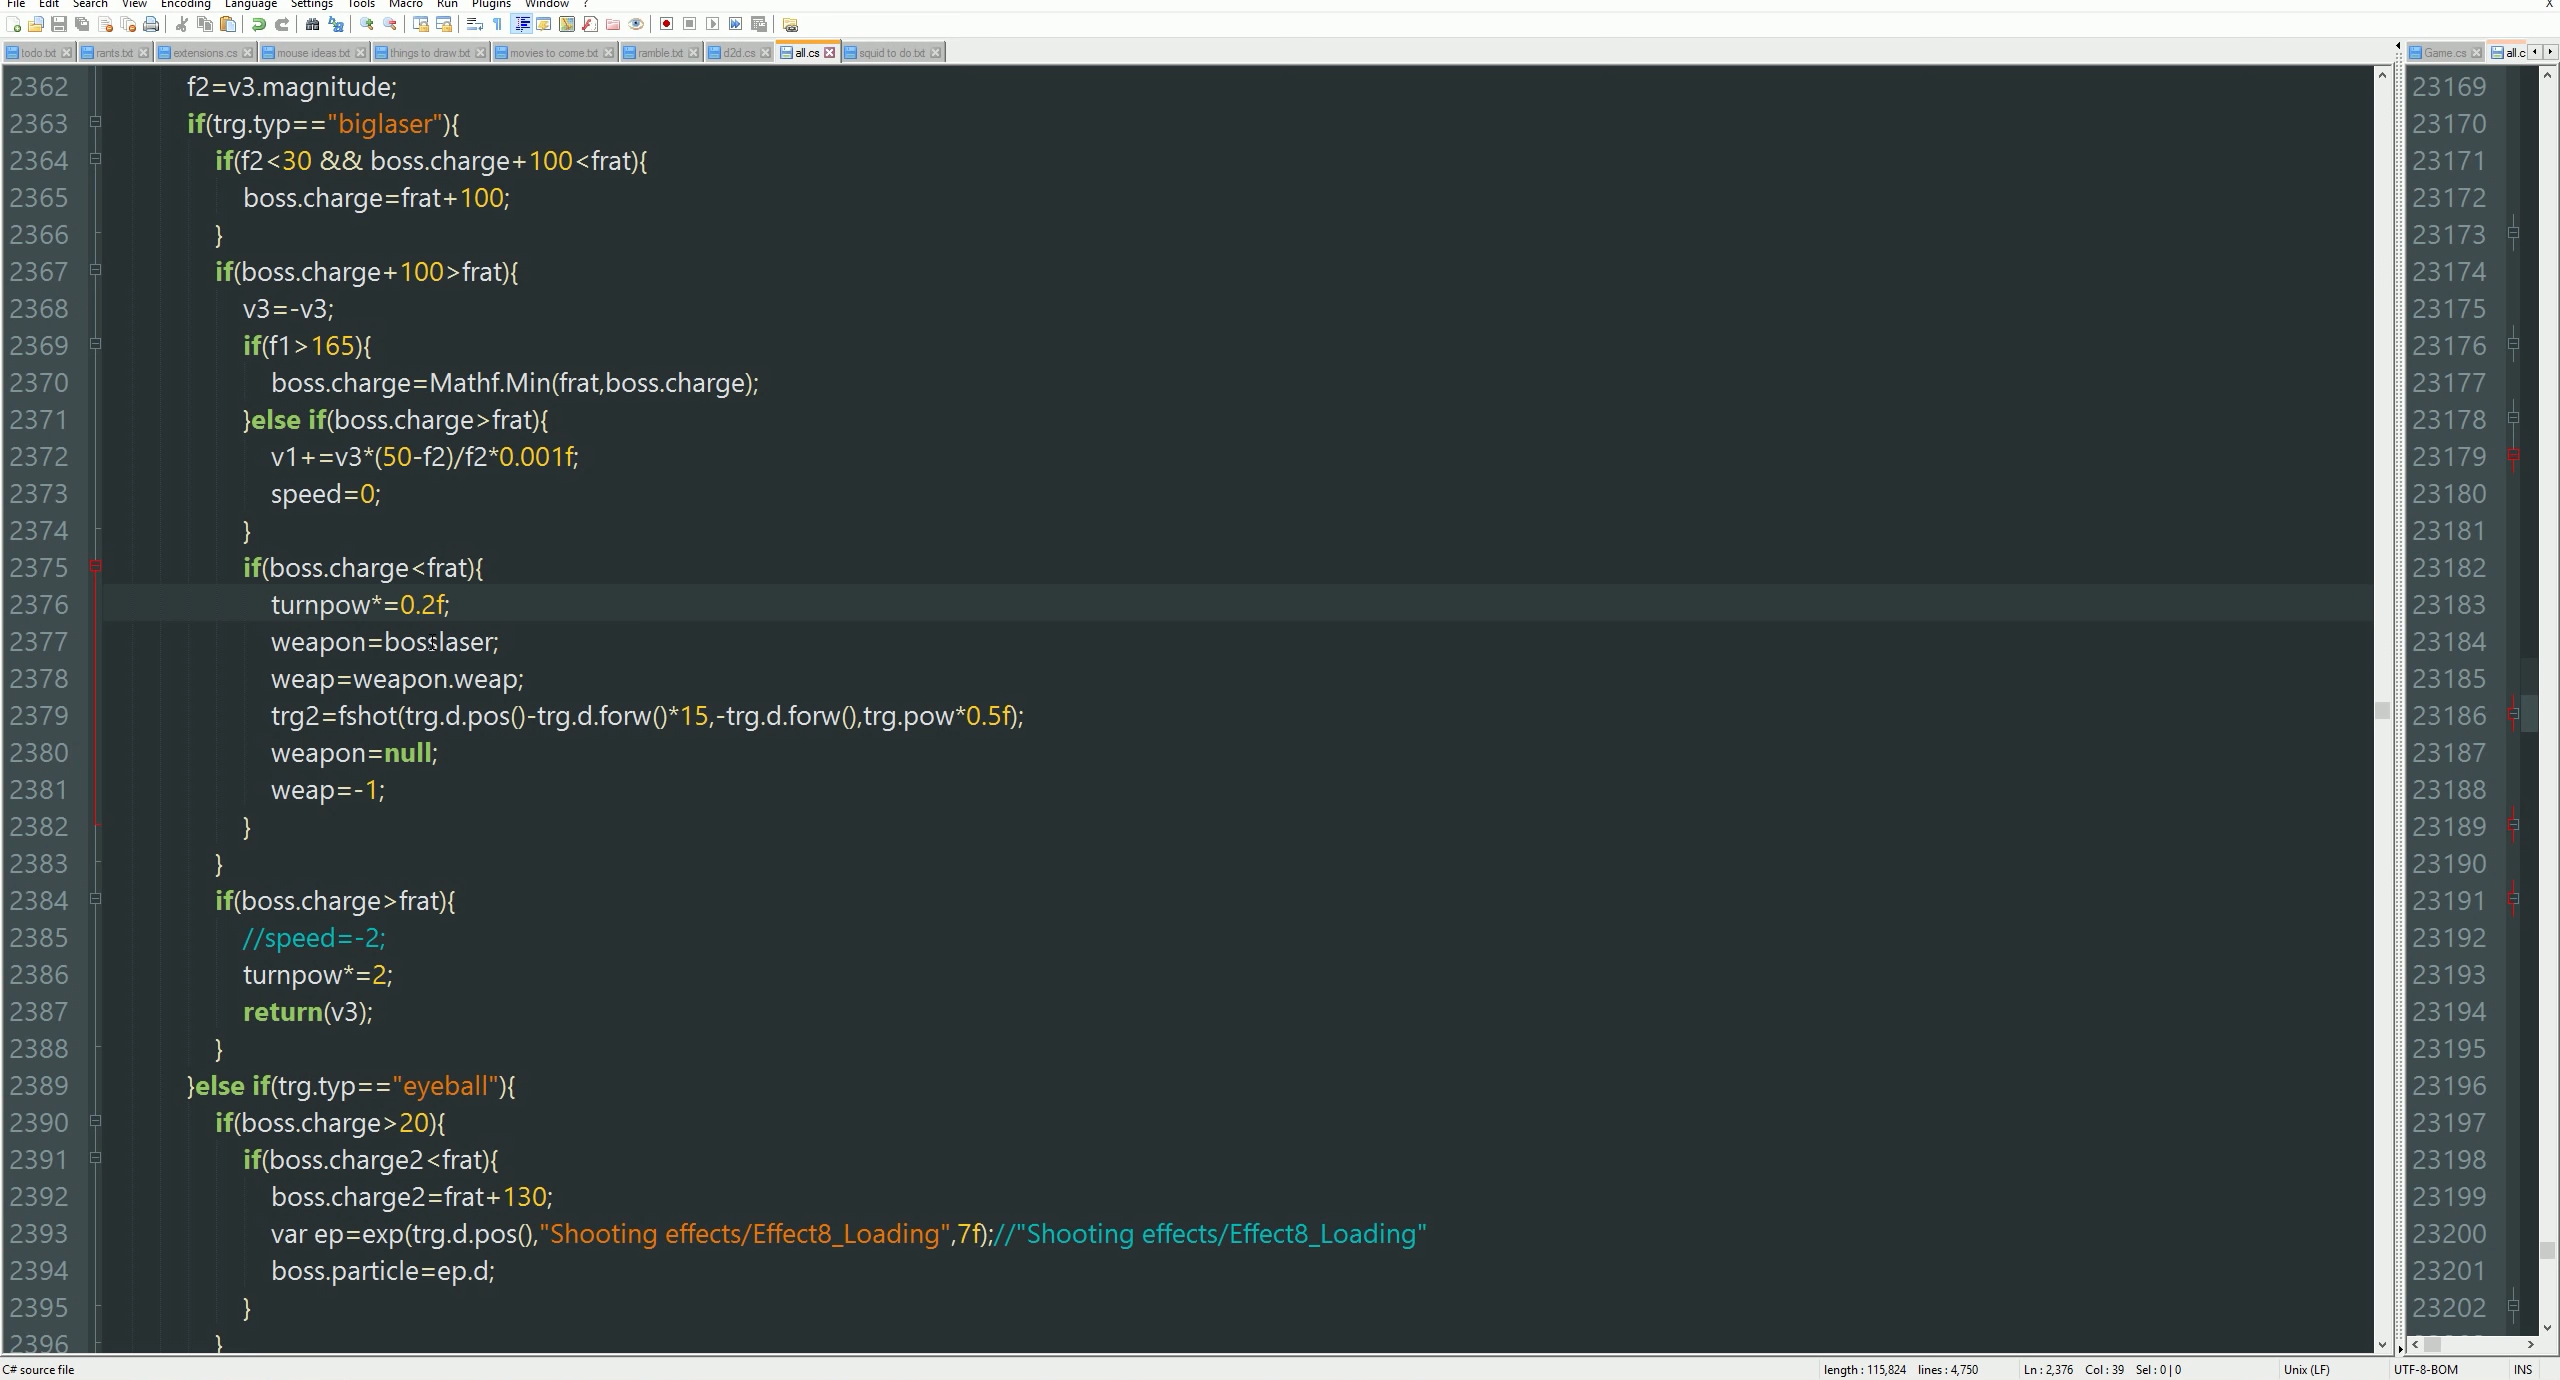 File Edit Search View Encoding Language Settings Tools Macro Run Plugins Window ? X
todo.txt rants.txt extensions.cs mouse ideas.txt things to draw.txt movies to come.txt ramble.txt d2d.cs all.cs squid to do.txt Game.cs all.c
2362 f2=v3.magnitude;
2363 if(trg.typ=="biglaser"){
2364 if(f2<30 && boss.charge+100<frat){
2365 boss.charge=frat+100;
2366 }
2367 if(boss.charge+100>frat){
2368 v3=-v3;
2369 if(f1>165){
2370 boss.charge=Mathf.Min(frat,boss.charge);
2371 }else if(boss.charge>frat){
2372 v1+=v3*(50-f2)/f2*0.001f;
2373 speed=0;
2374 }
2375 if(boss.charge<frat){
2376 turnpow*=0.2f;
2377 weapon=bosslaser;
2378 weap=weapon.weap;
2379 trg2=fshot(trg.d.pos()-trg.d.forw()*15,-trg.d.forw(),trg.pow*0.5f);
2380 weapon=null;
2381 weap=-1;
2382 }
2383 }
2384 if(boss.charge>frat){
2385 //speed=-2;
2386 turnpow*=2;
2387 return(v3);
2388 }
2389 }else if(trg.typ=="eyeball"){
2390 if(boss.charge>20){
2391 if(boss.charge2<frat){
2392 boss.charge2=frat+130;
2393 var ep=exp(trg.d.pos(),"Shooting effects/Effect8_Loading",7f);//"Shooting effects/Effect8_Loading"
2394 boss.particle=ep.d;
2395 }
2396 }
23169
23170
23171
23172
23173
23174
23175
23176
23177
23178
23179
23180
23181
23182
23183
23184
23185
23186
23187
23188
23189
23190
23191
23192
23193
23194
23195
23196
23197
23198
23199
23200
23201
23202
C# source file length : 115,824 lines : 4,750 Ln : 2,376 Col : 39 Sel : 0 | 0 Unix (LF) UTF-8-BOM INS